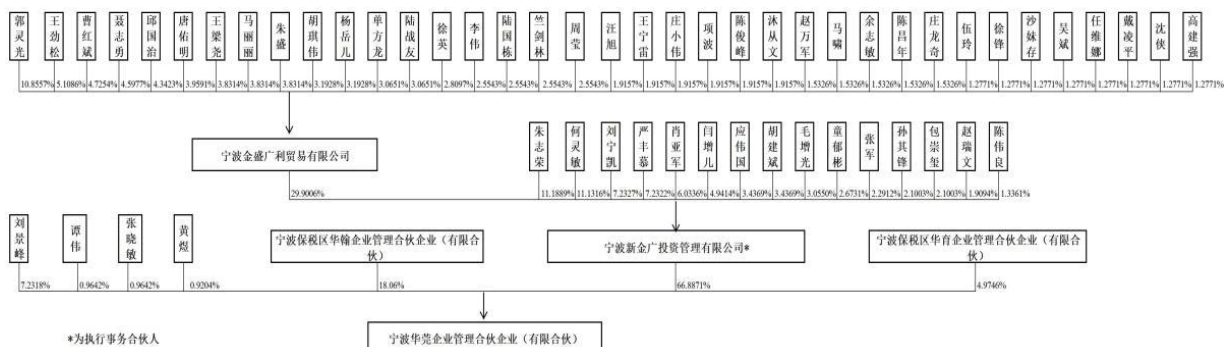 郭灵光
王劲松
曹红斌
聂志勇
邱国治
唐佑明
王梁尧
马丽丽
朱盛
胡琪伟
杨岳儿
单方龙
陆战友
徐英
李伟
陆国栋
竺剑林
周莹
汪旭
王宁雷
庄小伟
项波
陈俊峰
沐从文
赵万军
马啸
余志敏
陈昌年
庄龙奇
伍玲
徐锋
沙妹存
吴斌
任维娜
戴凌平
沈侠
高建强
10.8557% 5.1086% 4.7254% 4.5977% 4.3423% 3.9591% 3.8314% 3.8314% 3.8314% 3.1928% 3.1928% 3.0651% 3.0651% 2.8097% 2.5543% 2.5543% 2.5543% 2.5543% 1.9157% 1.9157% 1.9157% 1.9157% 1.9157% 1.9157% 1.9157% 1.5326% 1.5326% 1.5326% 1.5326% 1.2771% 1.2771% 1.2771% 1.2771% 1.2771% 1.2771% 1.2771% 1.2771%
宁波金盛广利贸易有限公司
朱志荣
何灵敏
刘宁凯
严丰慕
肖亚军
闫增儿
应伟国
胡建斌
毛增光
童郁彬
张军
孙其锋
包崇玺
赵瑞文
陈伟良
29.9006% 11.1889% 11.1316% 7.2327% 7.2322% 6.0336% 4.9414% 3.4369% 3.4369% 3.0550% 2.6731% 2.2912% 2.1003% 2.1003% 1.9094% 1.3361%
刘景峰
谭伟
张晓敏
黄煜
宁波保税区华翰企业管理合伙企业（有限合
伙）
宁波新金广投资管理有限公司*
宁波保税区华育企业管理合伙企业（有限合
伙）
7.2318% 0.9642% 0.9642% 0.9204% 18.06% 66.8871% 4.9746%
*为执行事务合伙人
宁波华莞企业管理合伙企业（有限合伙）